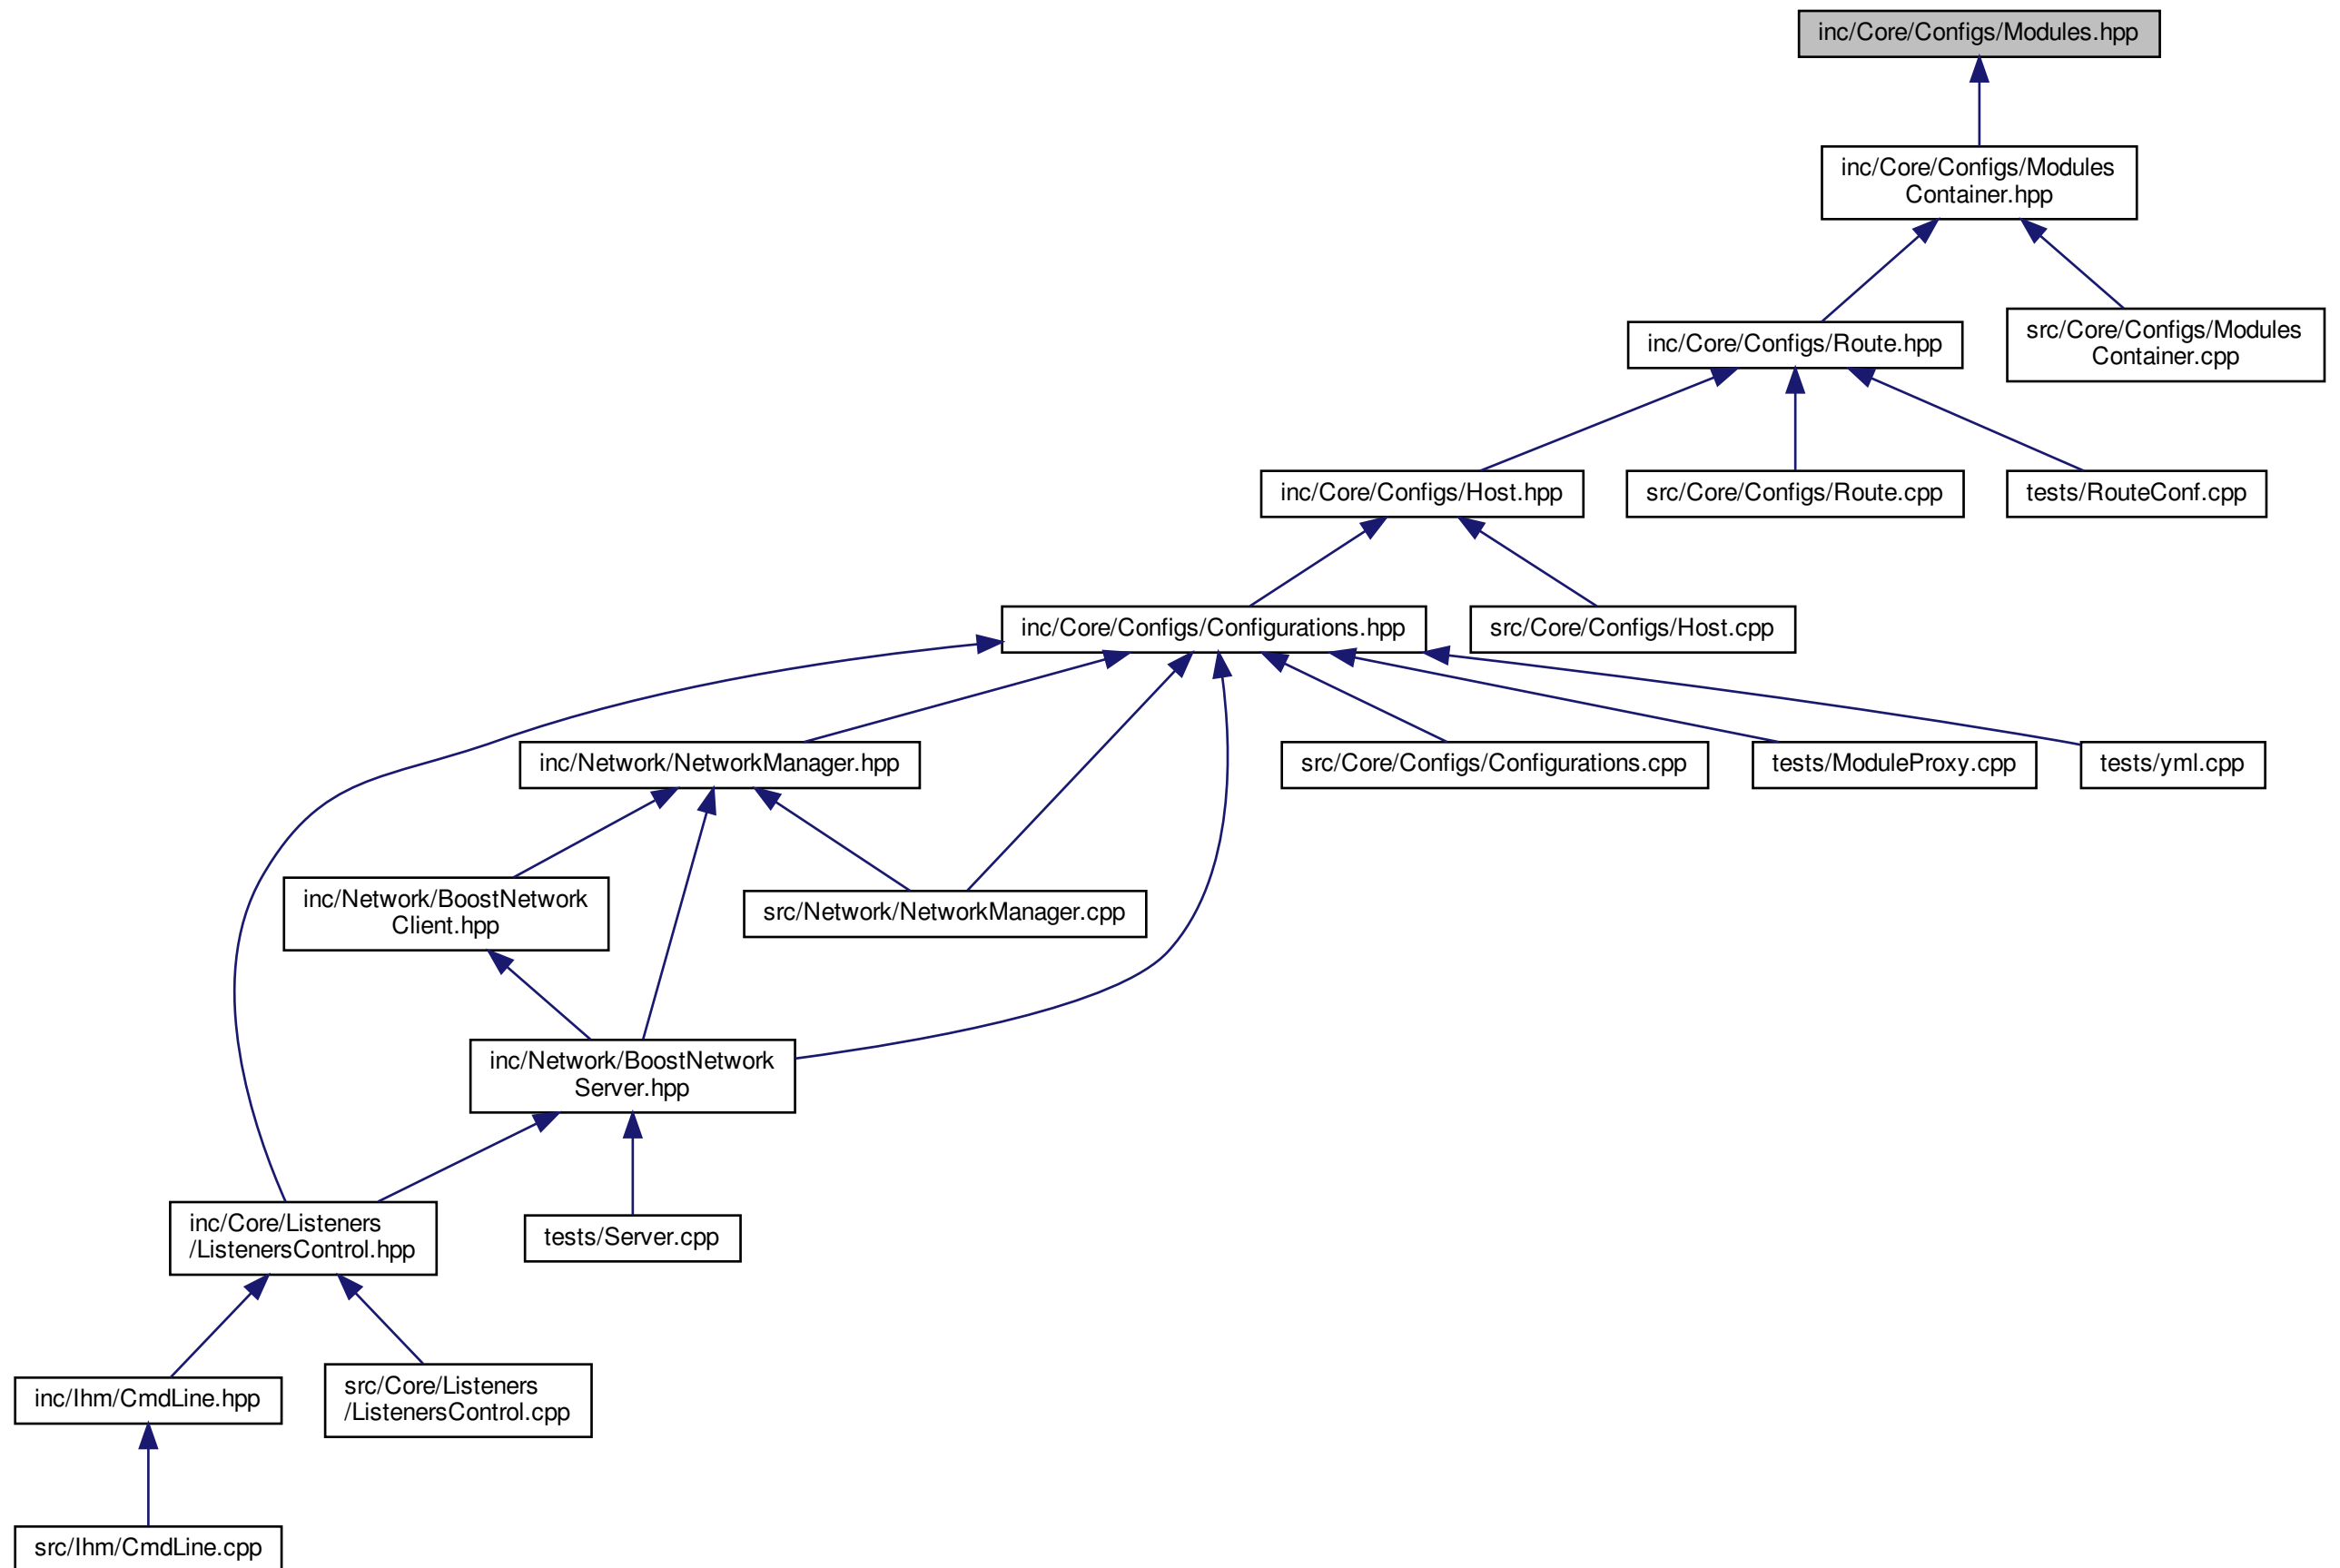 inc/Core/Configs/Modules.hpp
inc/Core/Configs/Modules
Container.hpp
inc/Core/Configs/Route.hpp
src/Core/Configs/Modules
Container.cpp
inc/Core/Configs/Host.hpp
src/Core/Configs/Route.cpp
tests/RouteConf.cpp
inc/Core/Configs/Configurations.hpp
src/Core/Configs/Host.cpp
inc/Network/NetworkManager.hpp
src/Core/Configs/Configurations.cpp
tests/ModuleProxy.cpp
tests/yml.cpp
inc/Network/BoostNetwork
Client.hpp
src/Network/NetworkManager.cpp
inc/Network/BoostNetwork
Server.hpp
inc/Core/Listeners
/ListenersControl.hpp
tests/Server.cpp
inc/Ihm/CmdLine.hpp
src/Core/Listeners
/ListenersControl.cpp
src/Ihm/CmdLine.cpp